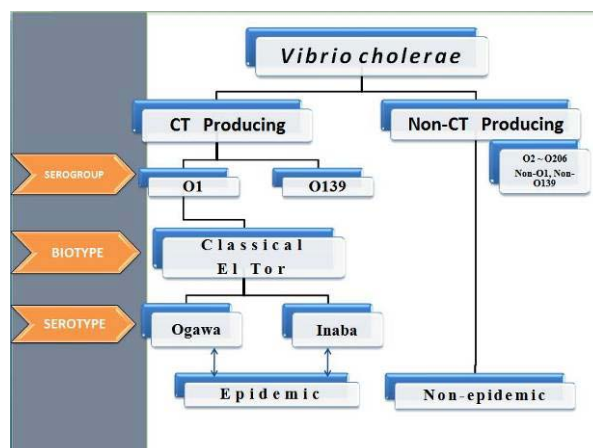 Vibrio cholerae
CT Producing
Non-CT Producing
O2 ~ O206
Non-O1, Non-
O139
SEROGROUP
O1
O139
BIOTYPE
Classical
El Tor
SEROTYPE
Ogawa
Inaba
Epidemic
Non-epidemic